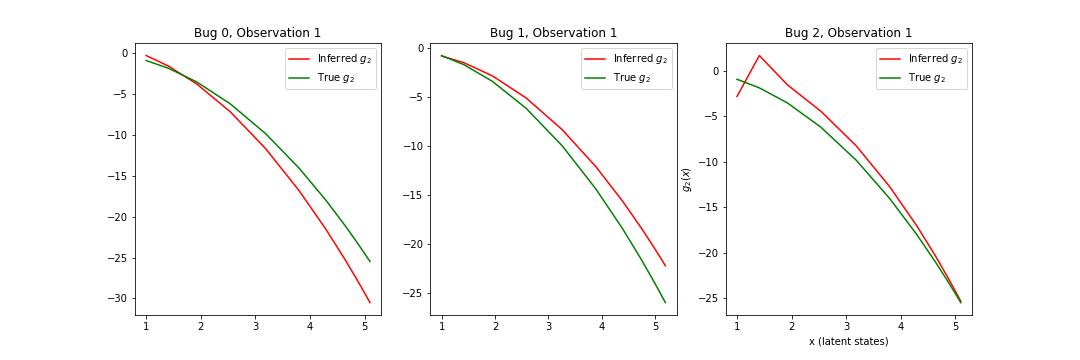 Bug 0, Observation 1
Inferred g₂
True g₂
0
−5
−10
−15
−20
−25
−30
1 2 3 4 5
Bug 1, Observation 1
Inferred g₂
True g₂
0
−5
−10
−15
−20
−25
1 2 3 4 5
Bug 2, Observation 1
Inferred g₂
True g₂
g₂(x)
0
−5
−10
−15
−20
−25
1 2 3 4 5
x (latent states)